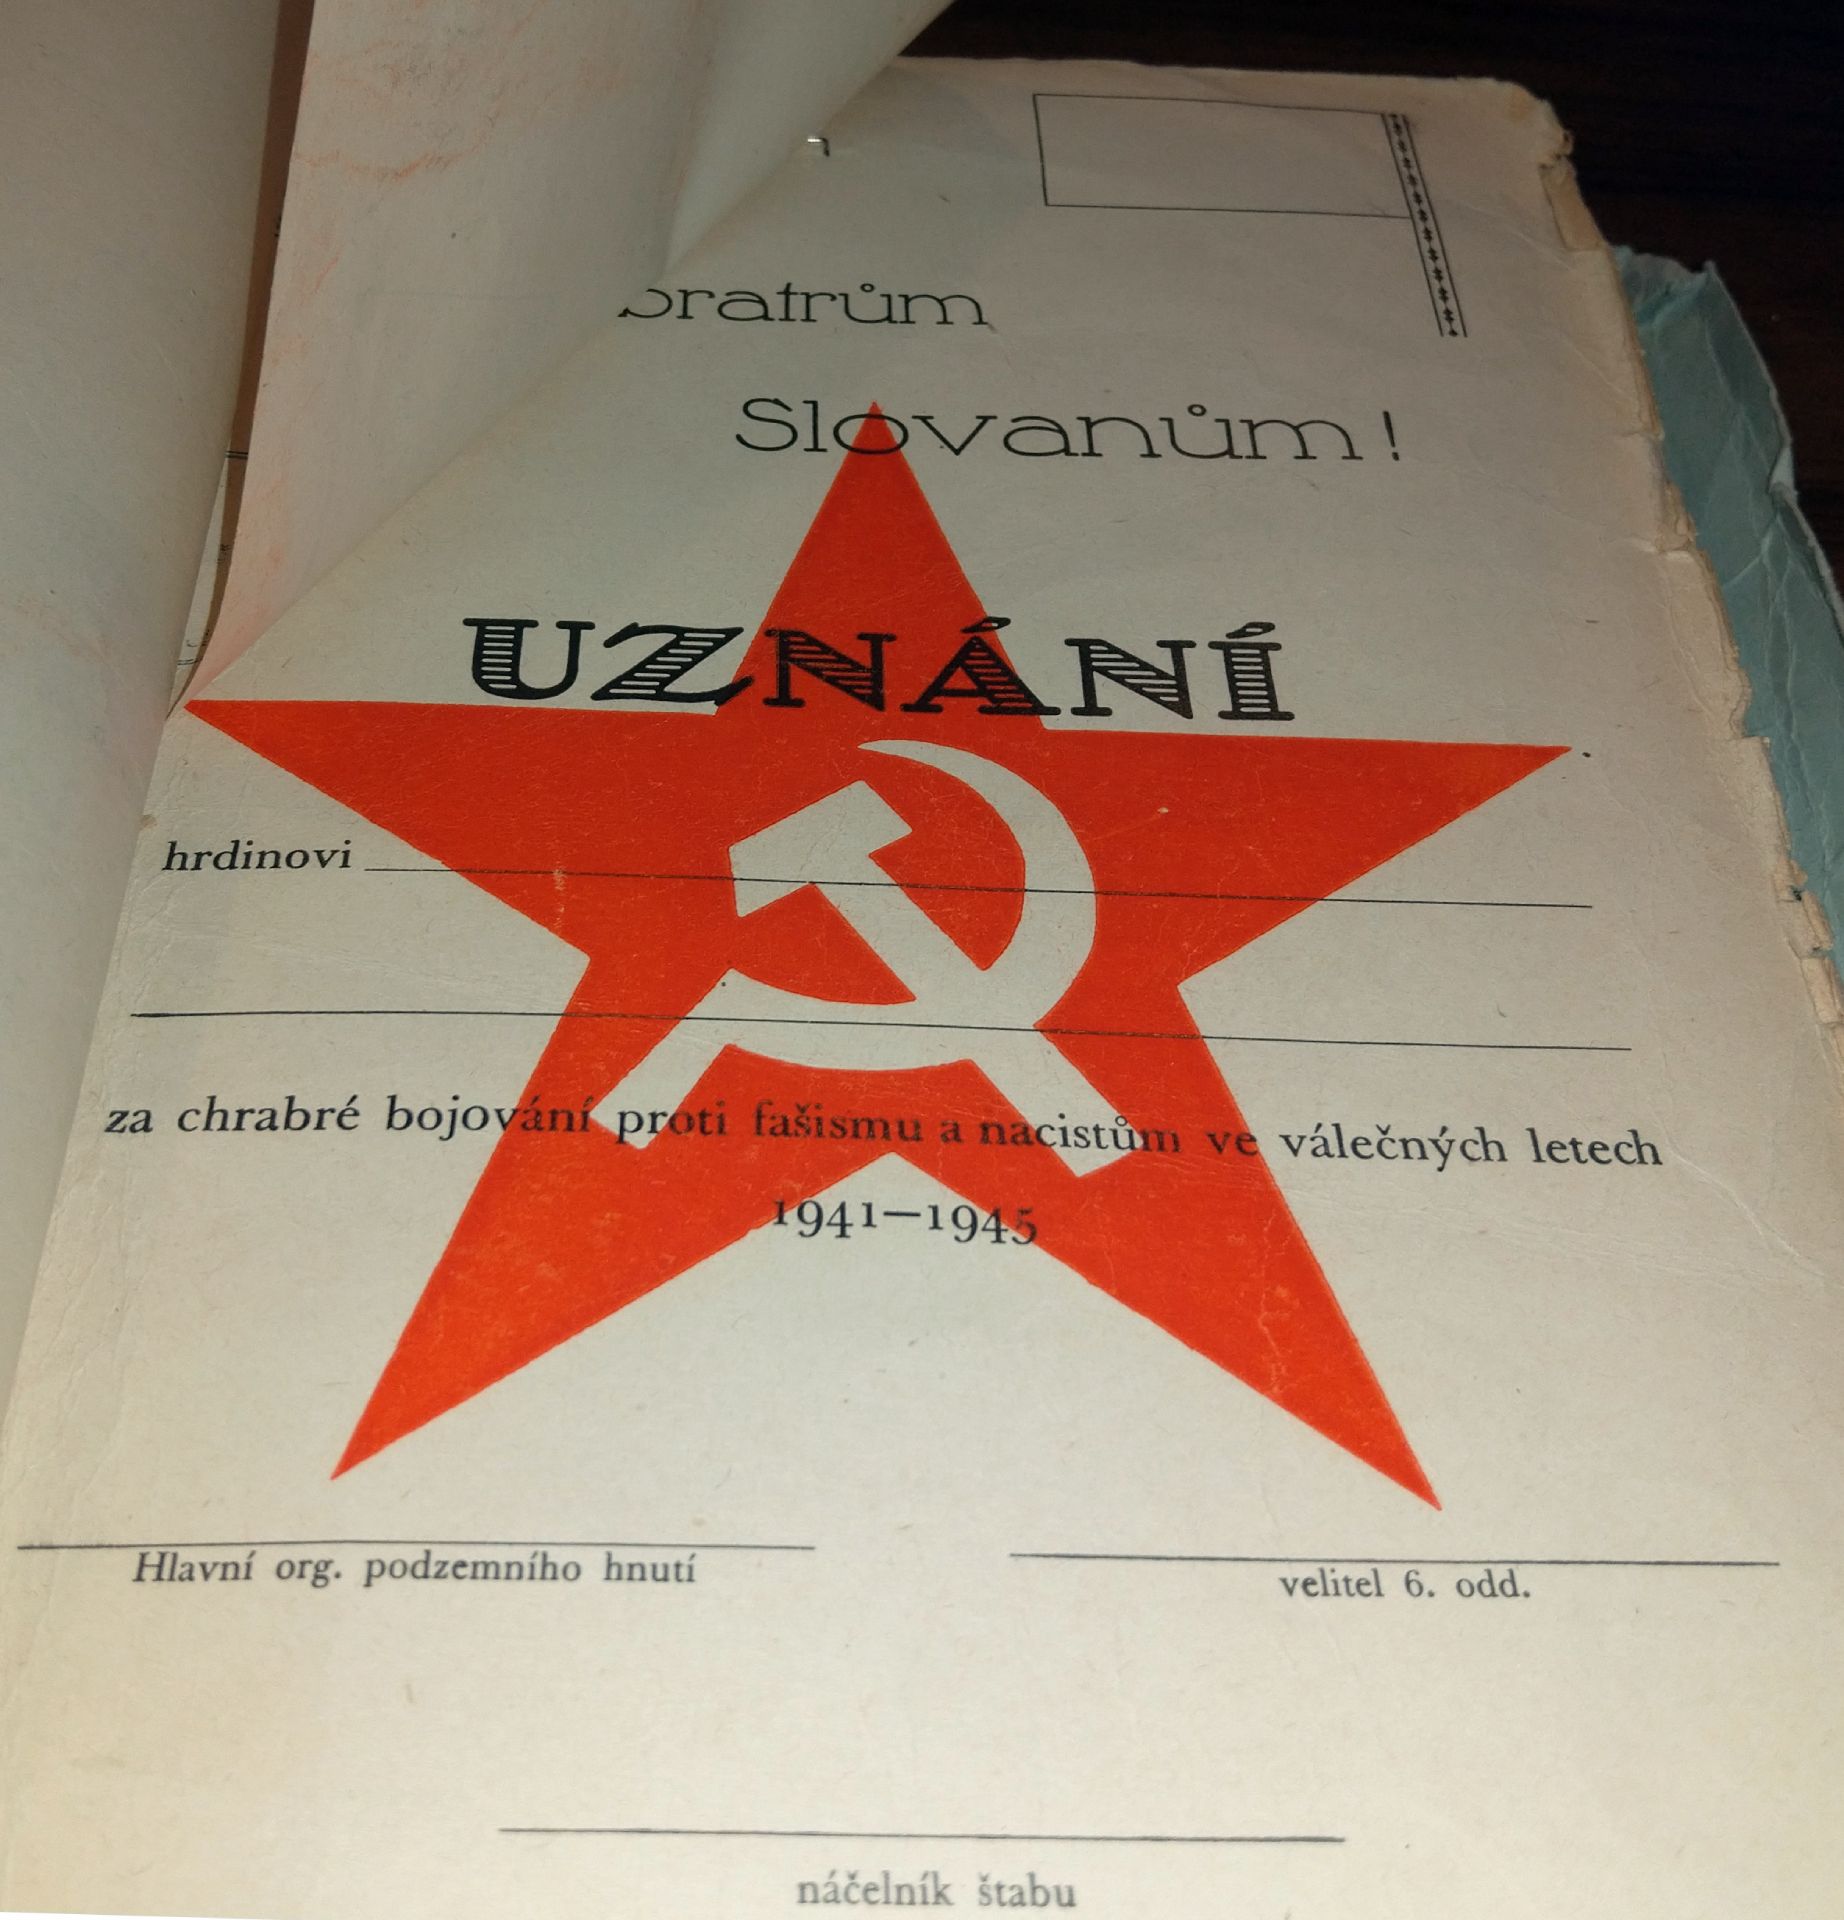 bratrům
Slovanům!
UZNÁNÍ
hrdinovi
za chrabré bojování proti fašismu a nacistům ve válečných letech
1941—1945
Hlavní org. podzemního hnutí
velitel 6. odd.
náčelník štabu